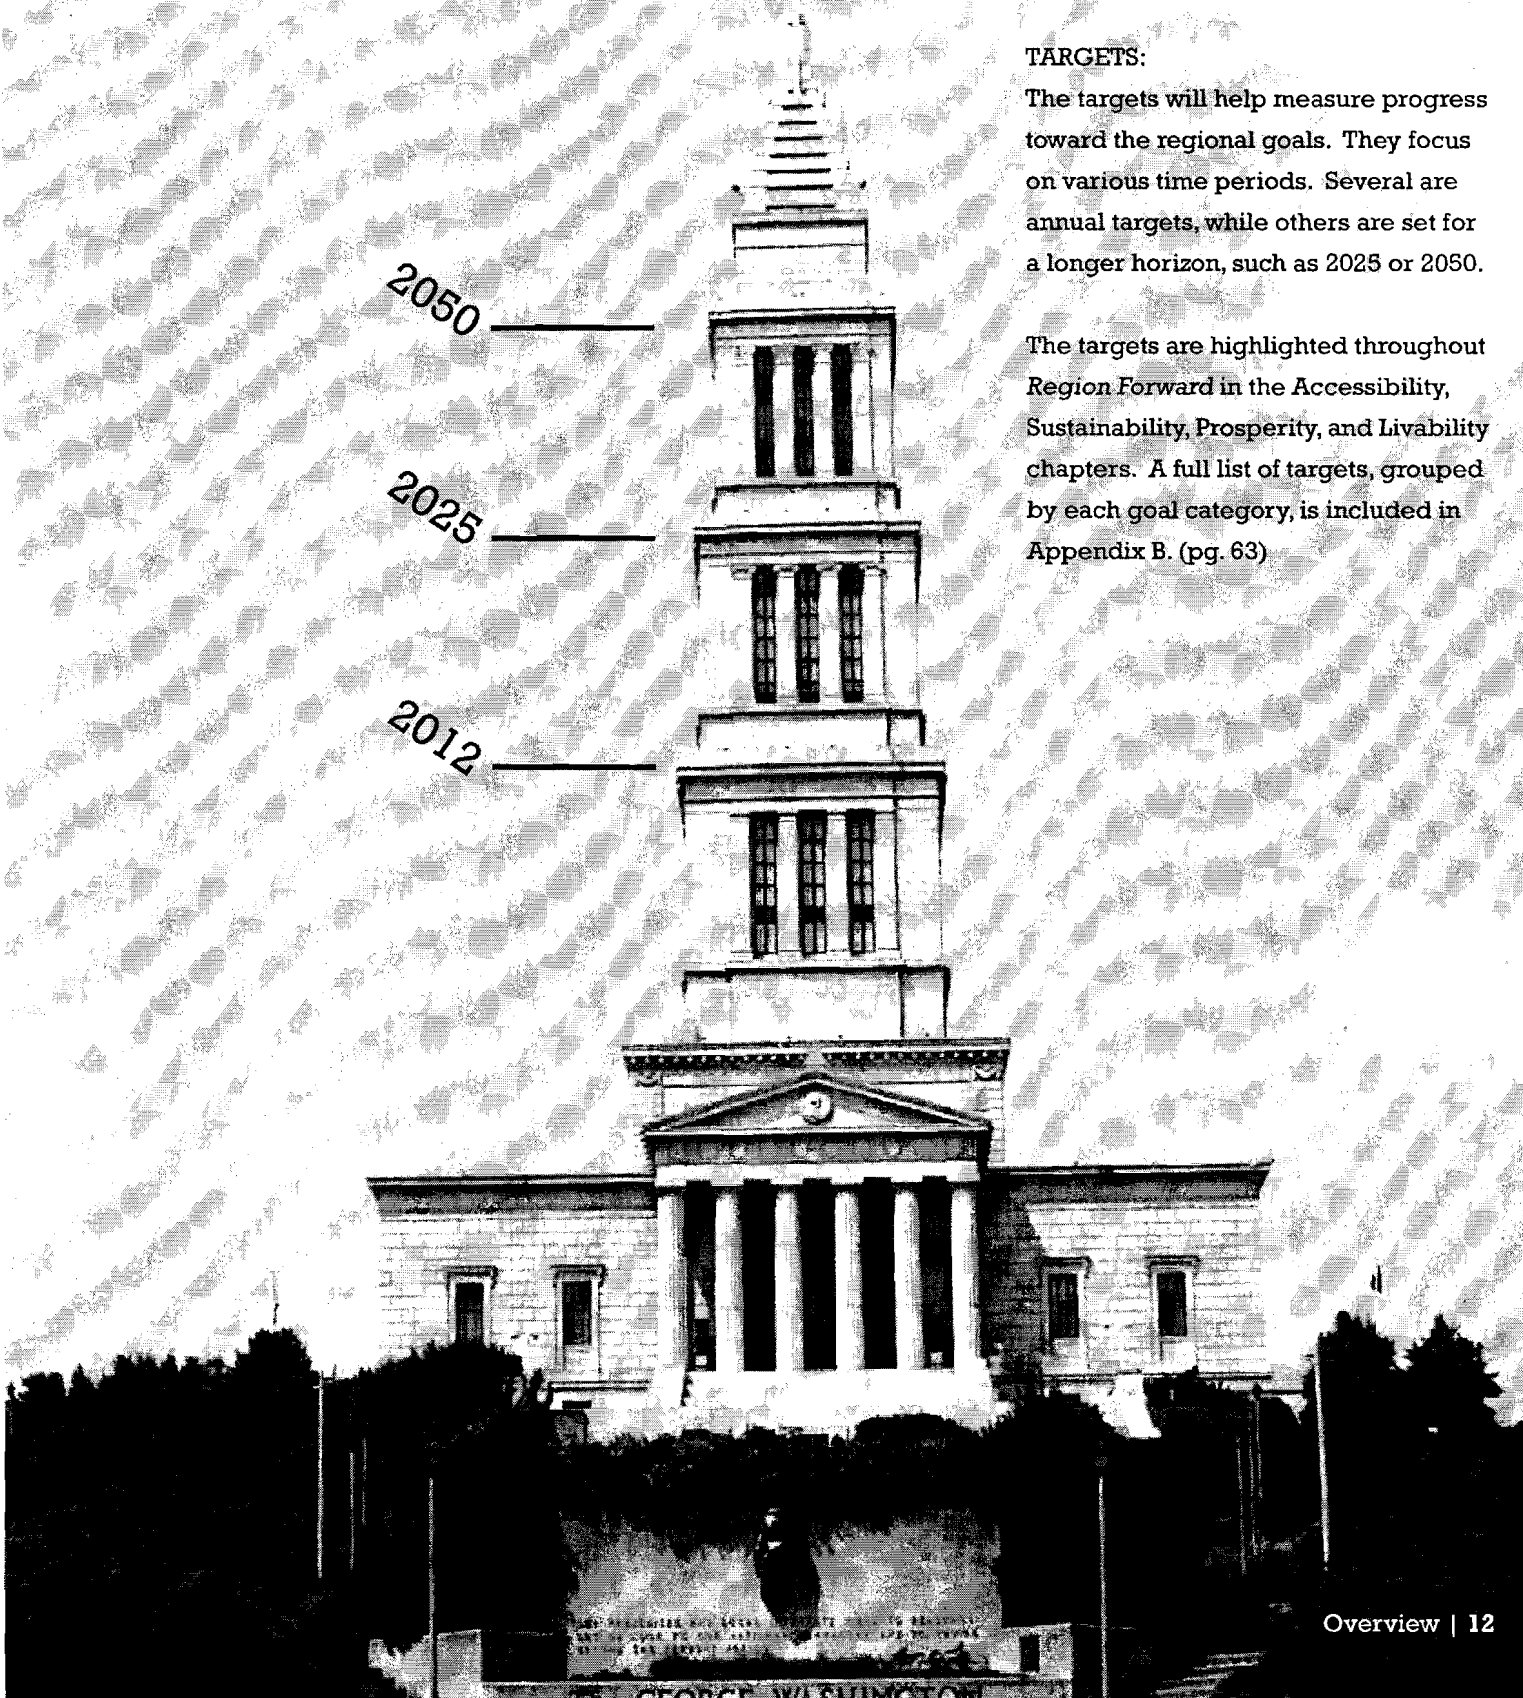 TARGETS:
The targets will help measure progress
toward the regional goals. They focus
on various time periods. Several are
annual targets, while others are set for
a longer horizon, such as 2025 or 2050.
The targets are highlighted throughout
Region Forward in the Accessibility,
Sustainability, Prosperity, and Livability
chapters. A full list of targets, grouped
by each goal category, is included in
Appendix B. (pg. 63)
2050
2025
2012
GEORGE WASHINGTON
Overview | 12